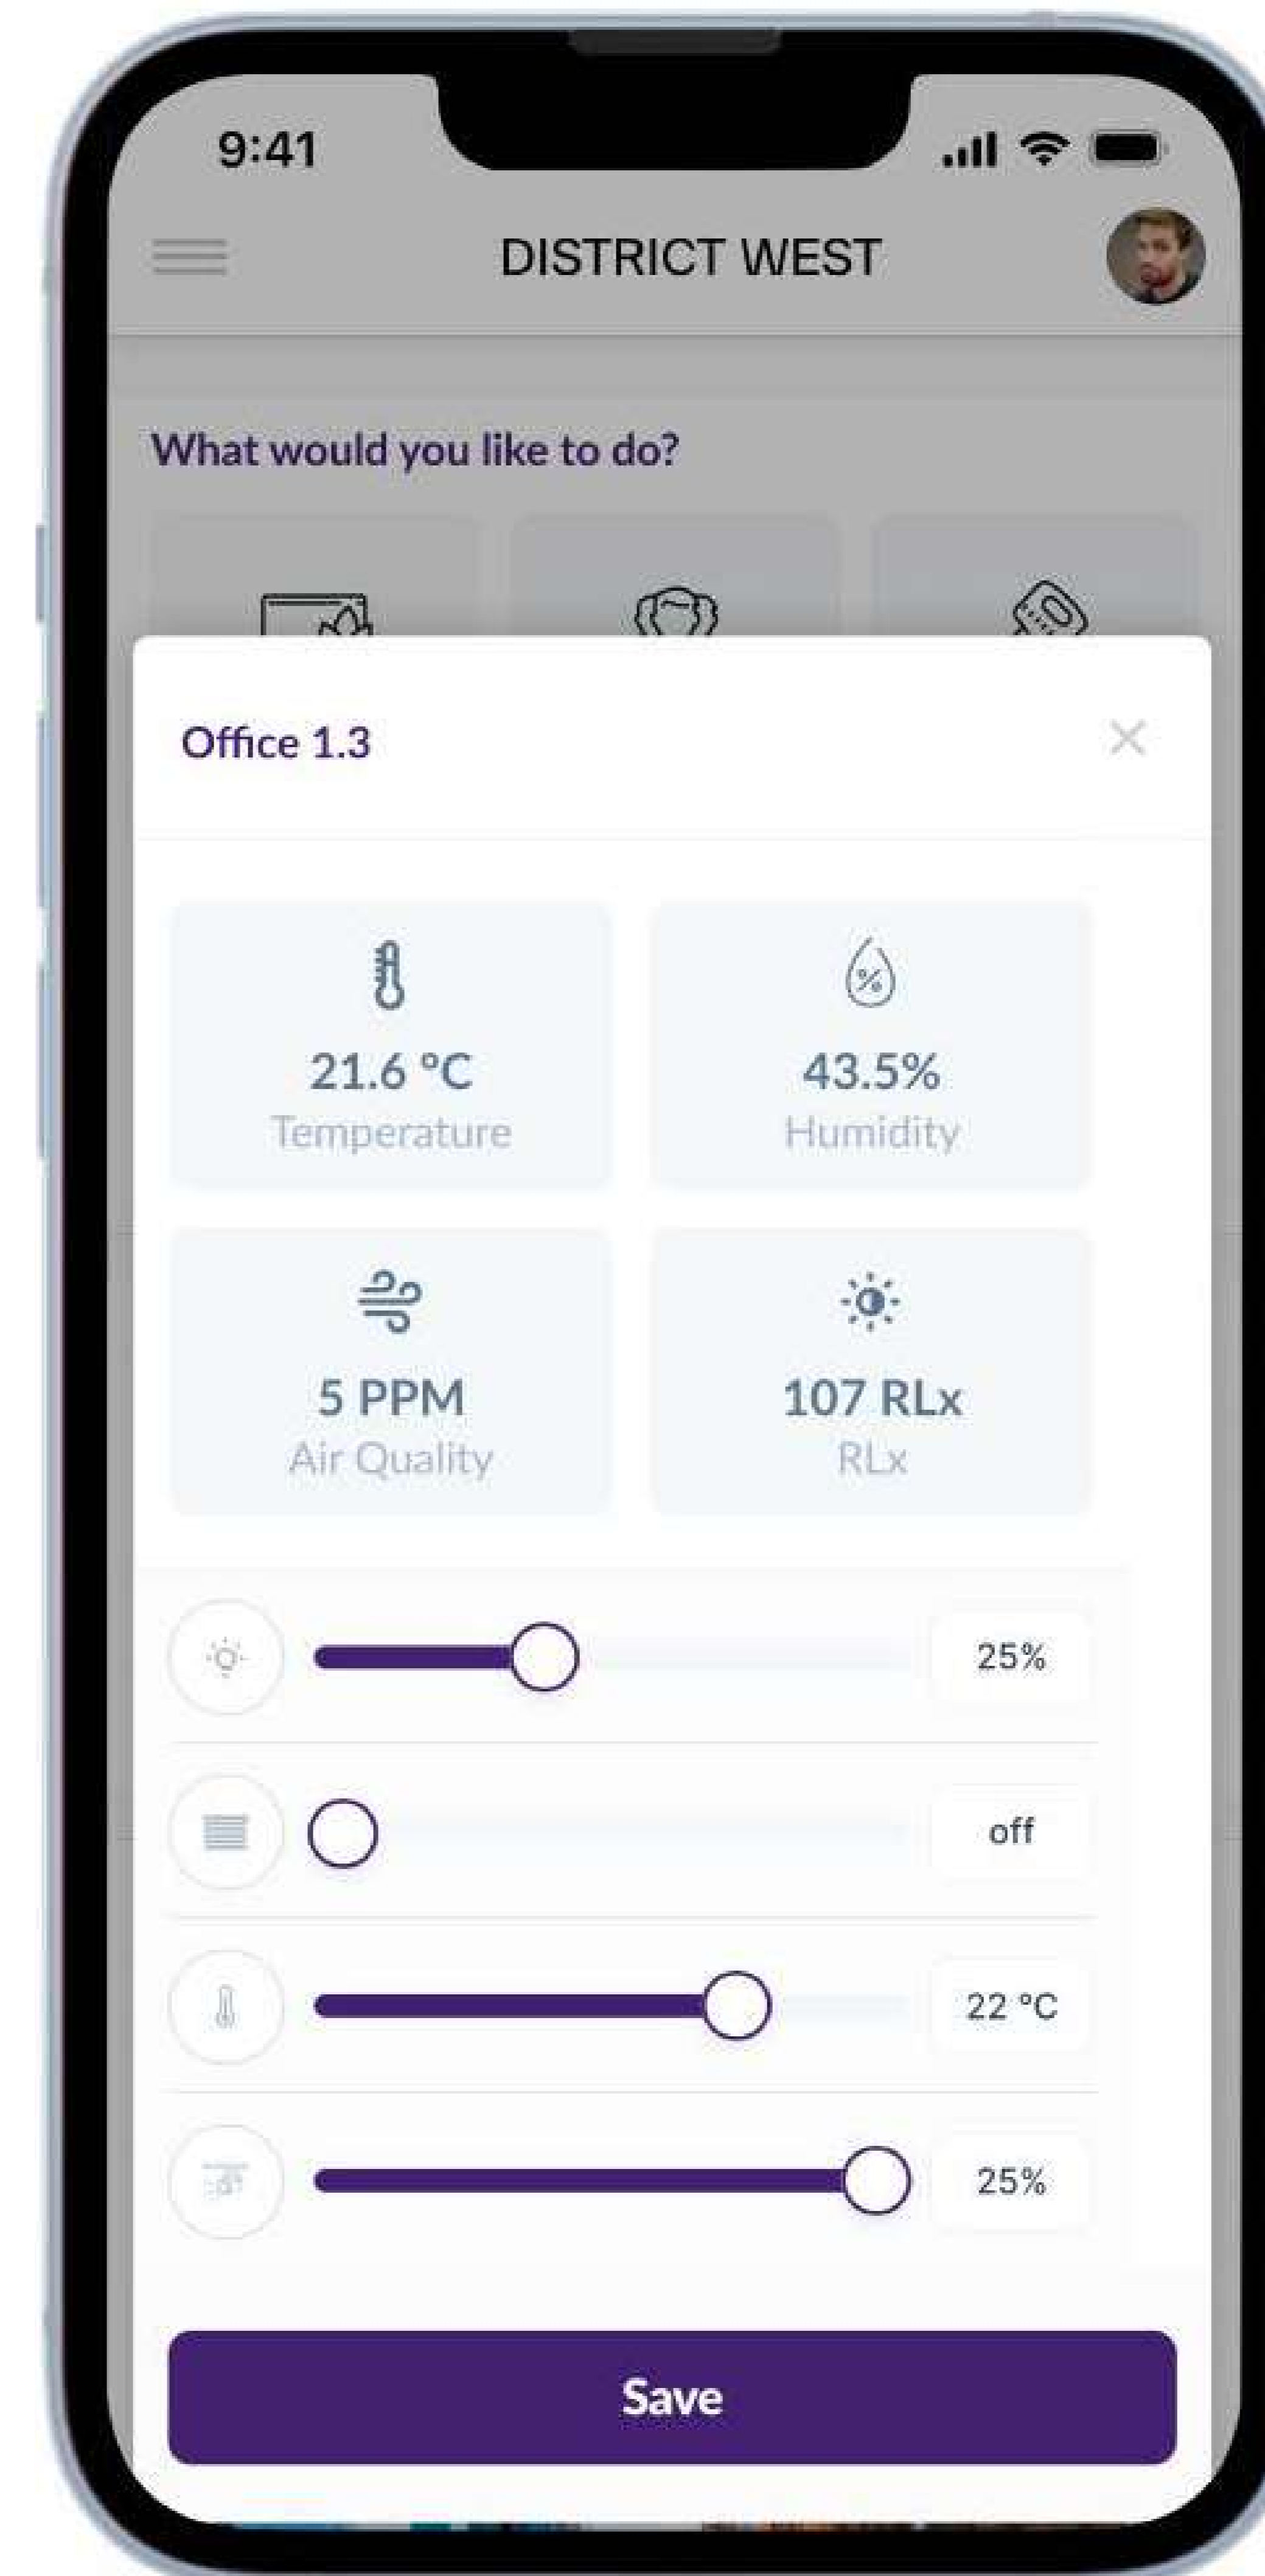 9:41
DISTRICT WEST
What would you like to do?
Office 1.3
21.6 °C
Temperature
43.5%
Humidity
5 PPM
Air Quality
107 RLx
RLx
25%
off
22 °C
25%
Save